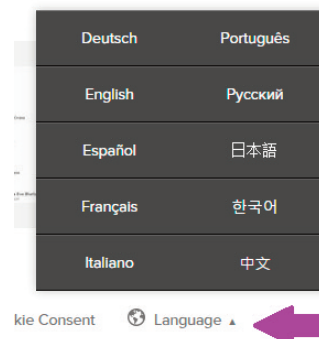 Deutsch Português
English Русский
Español 日本語
Français 한국어
Italiano 中文
kie Consent Language ▲